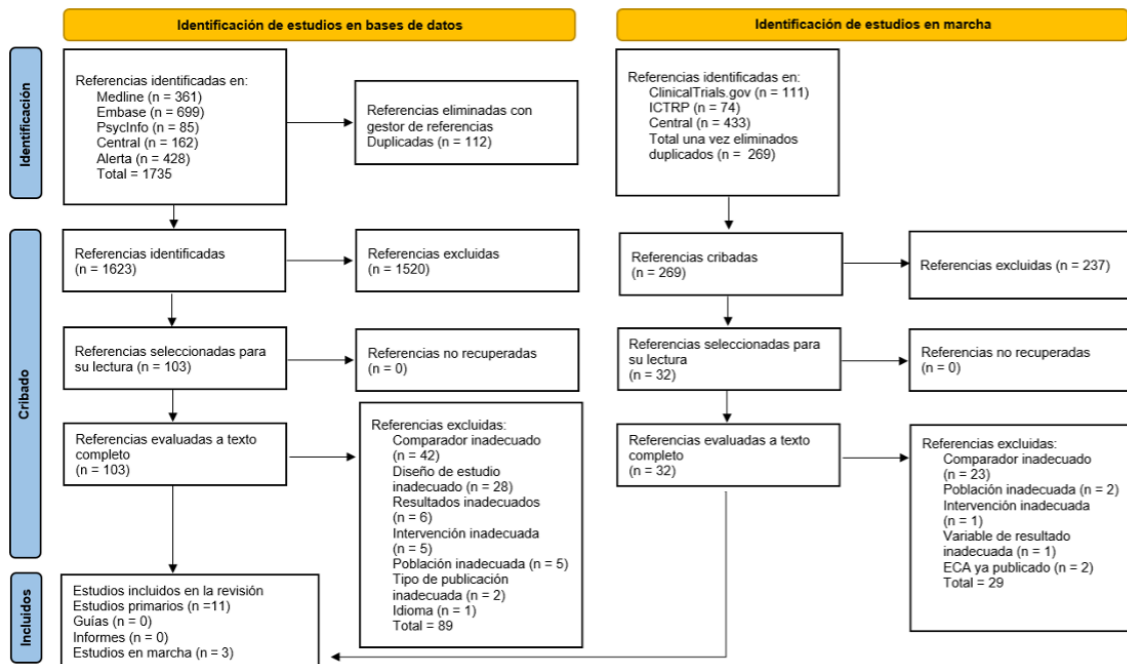 Identificación de estudios en bases de datos
Identificación de estudios en marcha
Identificación
Referencias identificadas en:
Medline (n = 361)
Embase (n = 699)
PsycInfo (n = 85)
Central (n = 162)
Alerta (n = 428)
Total = 1735
Referencias eliminadas con
gestor de referencias
Duplicadas (n = 112)
Referencias identificadas en:
ClinicalTrials.gov (n = 111)
ICTRP (n = 74)
Central (n = 433)
Total una vez eliminados
duplicados (n = 269)
Cribado
Referencias identificadas
(n = 1623)
Referencias excluidas
(n = 1520)
Referencias cribadas
(n = 269)
Referencias excluidas (n = 237)
Referencias seleccionadas para
su lectura (n = 103)
Referencias no recuperadas
(n = 0)
Referencias seleccionadas para
su lectura
(n = 32)
Referencias no recuperadas
(n = 0)
Referencias evaluadas a texto
completo
(n = 103)
Referencias excluidas:
Comparador inadecuado
(n = 42)
Diseño de estudio
inadecuado (n = 28)
Resultados inadecuados
(n = 6)
Intervención inadecuada
(n = 5)
Población inadecuada (n = 5)
Tipo de publicación
inadecuada (n = 2)
Idioma (n = 1)
Total = 89
Referencias evaluadas a texto
completo
(n = 32)
Referencias excluidas:
Comparador inadecuado
(n = 23)
Población inadecuada (n = 2)
Intervención inadecuada
(n = 1)
Variable de resultado
inadecuada (n = 1)
ECA ya publicado (n = 2)
Total = 29
Incluidos
Estudios incluidos en la revisión
Estudios primarios (n =11)
Guías (n = 0)
Informes (n = 0)
Estudios en marcha (n = 3)